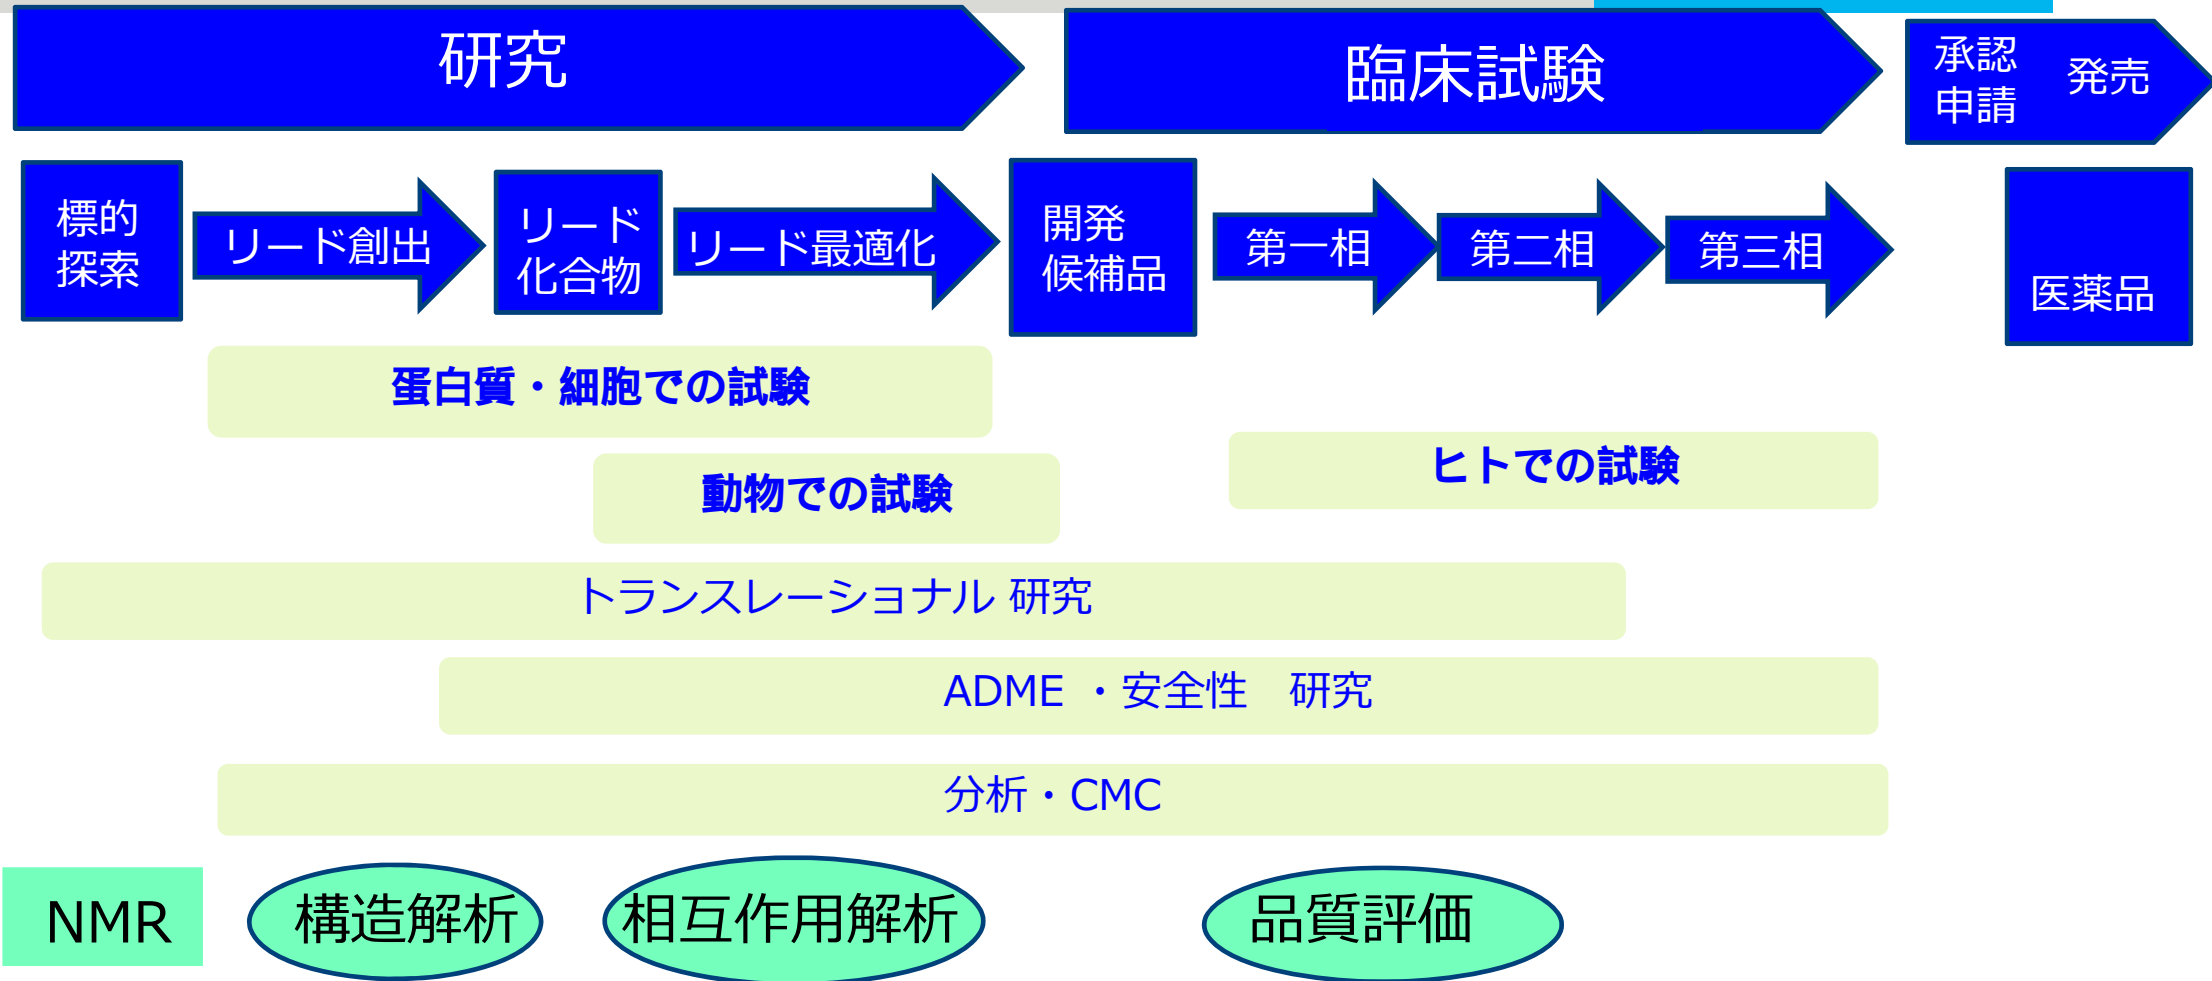 研究
臨床試験
承認
申請
発売
標的
探索
リード創出
リード
化合物
リード最適化
開発
候補品
第一相
第二相
第三相
医薬品
蛋白質・細胞での試験
動物での試験
ヒトでの試験
トランスレーショナル 研究
ADME ・安全性　研究
分析・CMC
NMR
構造解析
相互作用解析
品質評価